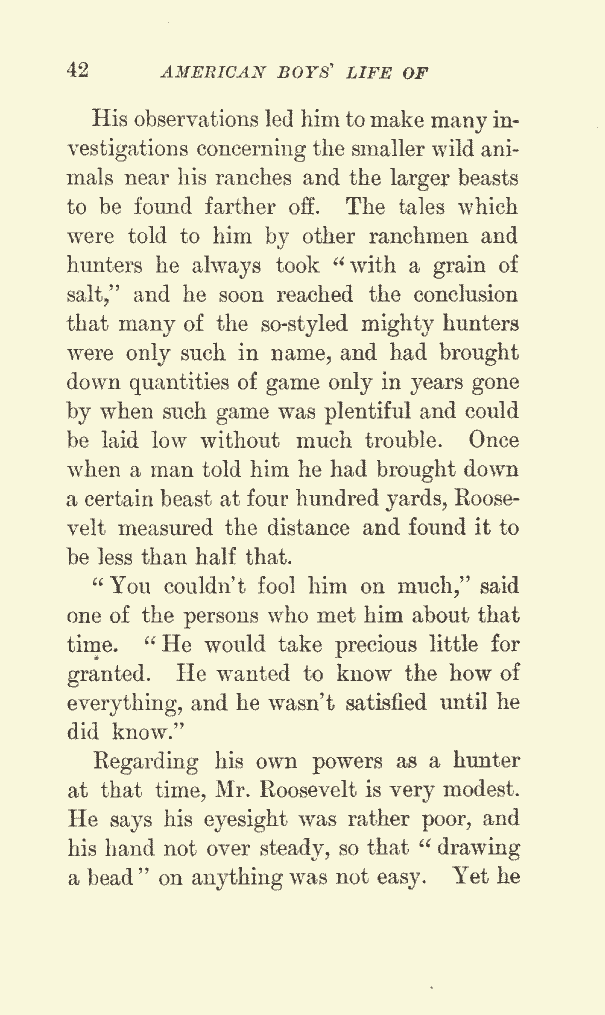 42 AMERICAN BOYS' LIFE OF
His observations led him to make many in-
vestigations concerning the smaller wild ani-
mals near his ranches and the larger beasts
to be found farther off. The tales which
were told to him by other ranchmen and
hunters he always took "with a grain of
salt," and he soon reached the conclusion
that many of the so-styled mighty hunters
were only such in name, and had brought
down quantities of game only in years gone
by when such game was plentiful and could
be laid low without much trouble. Once
when a man told him he had brought down
a certain beast at four hundred yards, Roose-
velt measured the distance and found it to
be less than half that.
"You couldn't fool him on much," said
one of the persons who met him about that
time. "He would take precious little for
granted. He wanted to know the how of
everything, and he wasn't satisfied until he
did know."
Regarding his own powers as a hunter
at that time, Mr. Roosevelt is very modest.
He says his eyesight was rather poor, and
his hand not over steady, so that "drawing
a bead" on anything was not easy. Yet he